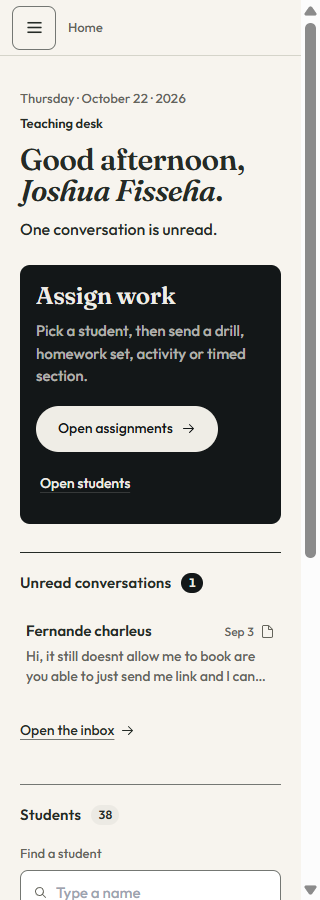 Home
Thursday · October 22 · 2026
Teaching desk
Good afternoon,
Joshua Fisseha.
One conversation is unread.
Assign work
Pick a student, then send a drill,
homework set, activity or timed
section.
Open assignments →
Open students
Unread conversations 1
Fernande charleus Sep 3
Hi, it still doesnt allow me to book are
you able to just send me link and I can...
Open the inbox →
Students 38
Find a student
Type a name